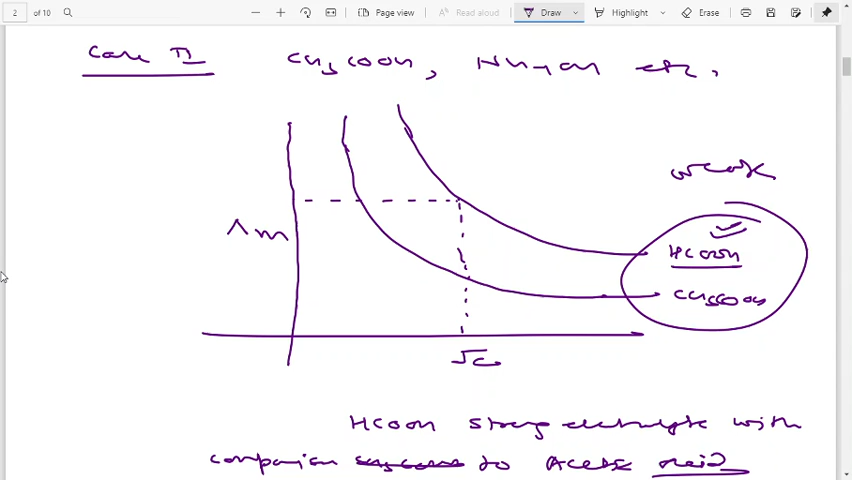 2 of 10 Page view Read aloud Draw Highlight Erase
Case II CH3COOH, NH4OH etc.
weak
Λm
HCOOH
CH3COOH
√C
HCOOH strong electrolyte with
comparison to Acetic Acid